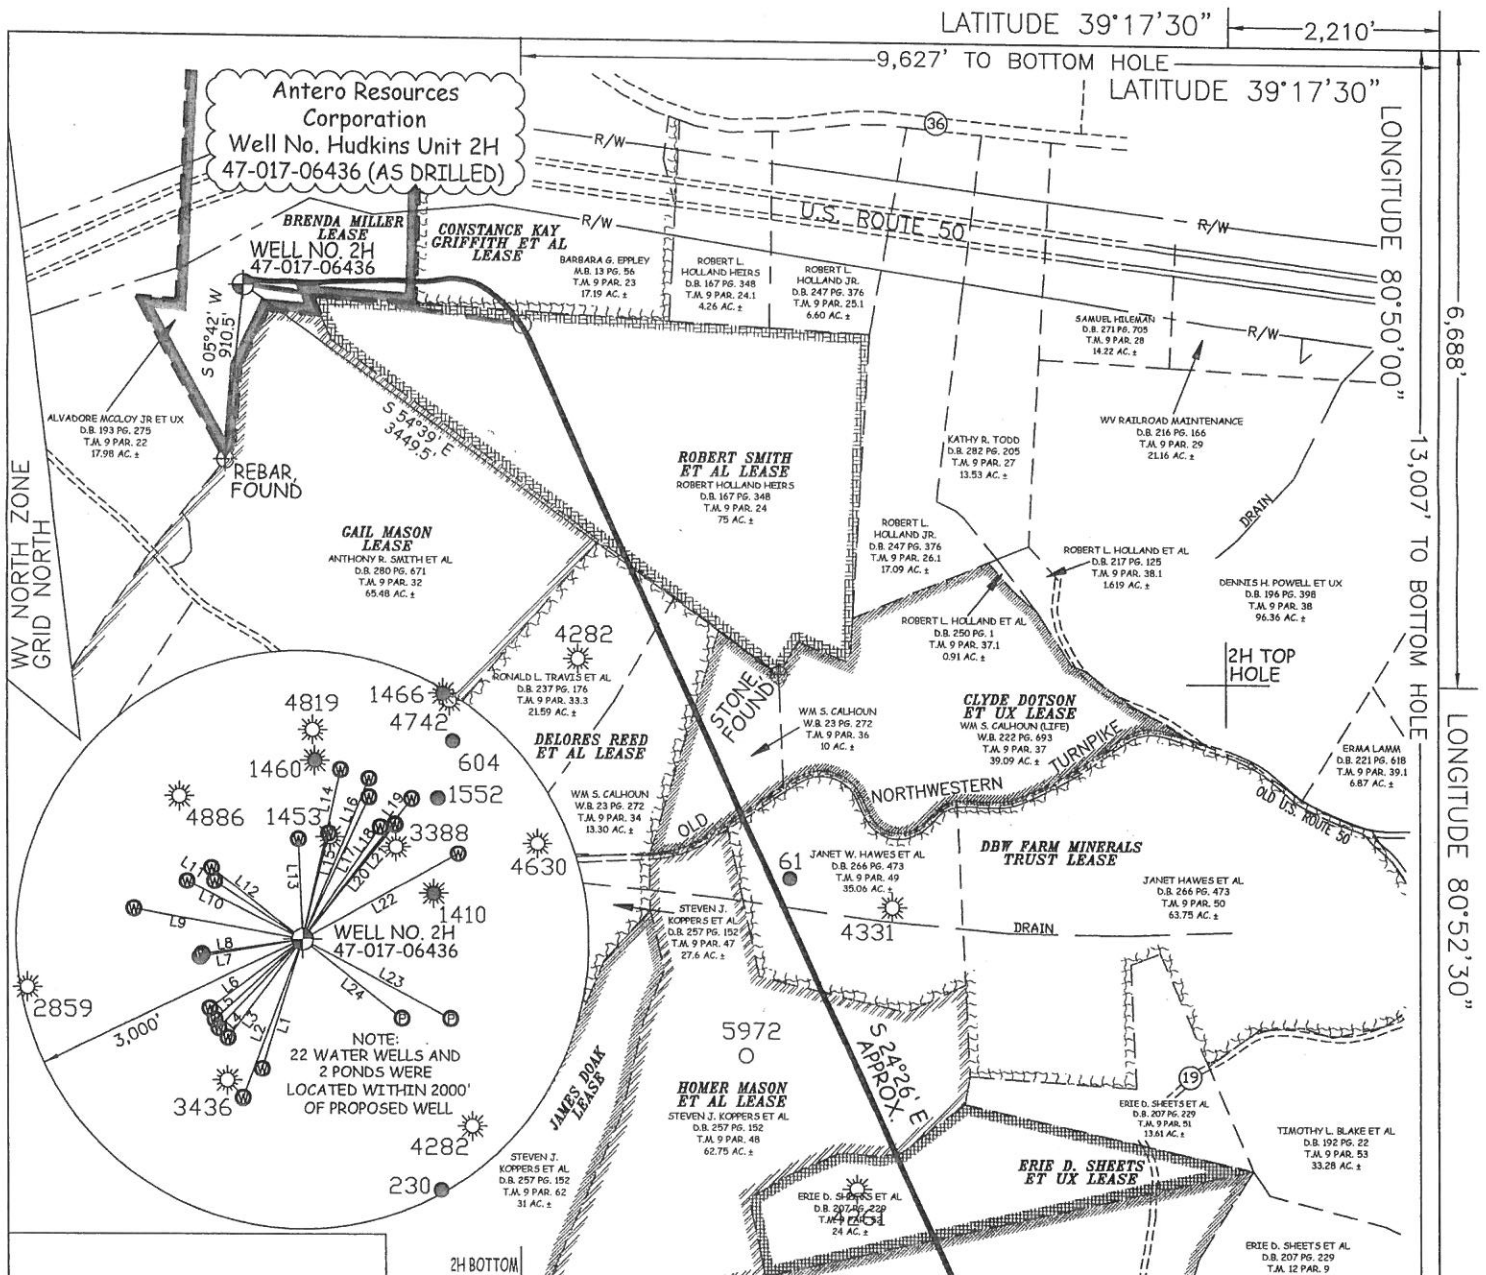 LATITUDE 39°17'30"
2,210'
9,627' TO BOTTOM HOLE
LATITUDE 39°17'30"
Antero Resources
Corporation
Well No. Hudkins Unit 2H
47-017-06436 (AS DRILLED)
R/W
36
LONGITUDE 80°50'00"
6,688'
13,007' TO BOTTOM HOLE
LONGITUDE 80°52'30"
U.S. ROUTE 50
R/W
R/W
R/W
BRENDA MILLER
LEASE
WELL NO. 2H
47-017-06436
CONSTANCE KAY
GRIFFITH ET AL
LEASE
BARBARA G. EPPLEY
M.B. 13 PG. 56
T.M. 9 PAR. 23
17.19 AC. ±
ROBERT L.
HOLLAND HEIRS
D.B. 167 PG. 348
T.M. 9 PAR. 24.1
4.26 AC. ±
ROBERT L.
HOLLAND JR.
D.B. 247 PG. 376
T.M. 9 PAR. 25.1
6.60 AC. ±
SAMUEL HILEMAN
D.B. 271 PG. 705
T.M. 9 PAR. 28
14.22 AC. ±
S 05°42' W
910.5'
ALVADORE MCCLOY JR ET UX
D.B. 193 PG. 275
T.M. 9 PAR. 22
17.98 AC. ±
REBAR,
FOUND
S 54°39' E
3449.5'
WV RAILROAD MAINTENANCE
D.B. 216 PG. 166
T.M. 9 PAR. 29
21.16 AC. ±
KATHY R. TODD
D.B. 282 PG. 205
T.M. 9 PAR. 27
13.53 AC. ±
ROBERT SMITH
ET AL LEASE
ROBERT HOLLAND HEIRS
D.B. 167 PG. 348
T.M. 9 PAR. 24
75 AC. ±
DRAIN
WV NORTH ZONE
GRID NORTH
GAIL MASON
LEASE
ANTHONY R. SMITH ET AL
D.B. 280 PG. 671
T.M. 9 PAR. 32
65.48 AC. ±
ROBERT L.
HOLLAND JR.
D.B. 247 PG. 376
T.M. 9 PAR. 26.1
17.09 AC. ±
ROBERT L. HOLLAND ET AL
D.B. 217 PG. 125
T.M. 9 PAR. 38.1
1.619 AC. ±
DENNIS H. POWELL ET UX
D.B. 196 PG. 398
T.M. 9 PAR. 38
96.36 AC. ±
ROBERT L. HOLLAND ET AL
D.B. 250 PG. 1
T.M. 9 PAR. 37.1
0.91 AC. ±
2H TOP
HOLE
4282
RONALD L. TRAVIS ET AL
D.B. 237 PG. 176
T.M. 9 PAR. 33.3
21.59 AC. ±
STONE,
FOUND
CLYDE DOTSON
ET UX LEASE
WM S. CALHOUN (LIFE)
W.B. 222 PG. 693
T.M. 9 PAR. 37
39.09 AC. ±
WM S. CALHOUN
W.B. 23 PG. 272
T.M. 9 PAR. 36
10 AC. ±
DELORES REED
ET AL LEASE
ERMA LAMM
D.B. 221 PG. 618
T.M. 9 PAR. 39.1
6.87 AC. ±
WM S. CALHOUN
W.B. 23 PG. 272
T.M. 9 PAR. 34
13.30 AC. ±
OLD
NORTHWESTERN
TURNPIKE
OLD U.S. ROUTE 50
1466
4742
4819
604
1460
1552
4886
1453
3388
4630
1410
L14
L16
L19
L15
L17
L18
L20
L21
L13
L12
L11
L10
L9
L8
L7
L6
L5
L4
L3
L2
L1
L22
L23
L24
WELL NO. 2H
47-017-06436
2859
3,000'
3436
NOTE:
22 WATER WELLS AND
2 PONDS WERE
LOCATED WITHIN 2000'
OF PROPOSED WELL
4282
230
DBW FARM MINERALS
TRUST LEASE
61
JANET W. HAWES ET AL
D.B. 266 PG. 473
T.M. 9 PAR. 49
35.06 AC. ±
4331
JANET HAWES ET AL
D.B. 266 PG. 473
T.M. 9 PAR. 50
63.75 AC. ±
DRAIN
STEVEN J.
KOPPERS ET AL
D.B. 257 PG. 152
T.M. 9 PAR. 47
27.6 AC. ±
5972
S 24°26' E
APPROX.
JAMES DOAK
LEASE
HOMER MASON
ET AL LEASE
STEVEN J. KOPPERS ET AL
D.B. 257 PG. 152
T.M. 9 PAR. 48
62.75 AC. ±
19
ERIE D. SHEETS ET AL
D.B. 207 PG. 229
T.M. 9 PAR. 51
13.61 AC. ±
TIMOTHY L. BLAKE ET AL
D.B. 192 PG. 22
T.M. 9 PAR. 53
33.28 AC. ±
STEVEN J.
KOPPERS ET AL
D.B. 257 PG. 152
T.M. 9 PAR. 62
31 AC. ±
ERIE D. SHEETS
ET UX LEASE
ERIE D. SHEETS ET AL
D.B. 207 PG. 229
24 AC. ±
ERIE D. SHEETS ET AL
D.B. 207 PG. 229
T.M. 12 PAR. 9
2H BOTTOM